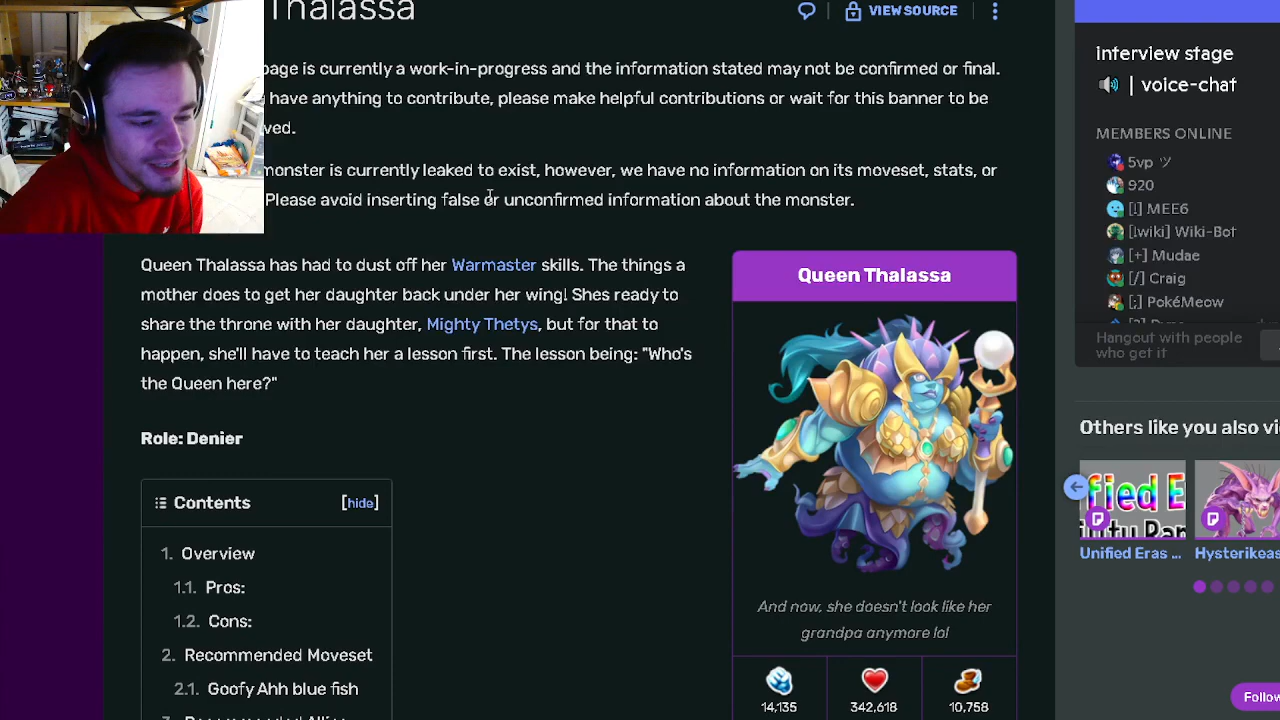 Thalassa
VIEW SOURCE
page is currently a work-in-progress and the information stated may not be confirmed or final.
have anything to contribute, please make helpful contributions or wait for this banner to be
ved.
monster is currently leaked to exist, however, we have no information on its moveset, stats, or
Please avoid inserting false or unconfirmed information about the monster.
Queen Thalassa has had to dust off her Warmaster skills. The things a
mother does to get her daughter back under her wing! Shes ready to
share the throne with her daughter, Mighty Thetys, but for that to
happen, she'll have to teach her a lesson first. The lesson being: "Who's
the Queen here?"
Role: Denier
Contents [hide]
1. Overview
1.1. Pros:
1.2. Cons:
2. Recommended Moveset
2.1. Goofy Ahh blue fish
Queen Thalassa
And now, she doesn't look like her
grandpa anymore lol
14,135 342,618 10,758
interview stage
| voice-chat
MEMBERS ONLINE
5vp ツ
920
[!] MEE6
[!wiki] Wiki-Bot
[+] Mudae
[/] Craig
[;] PokéMeow
Hangout with people
who get it
Others like you also vi
fied E
Unified Eras ...
Hysterikeas
Follow